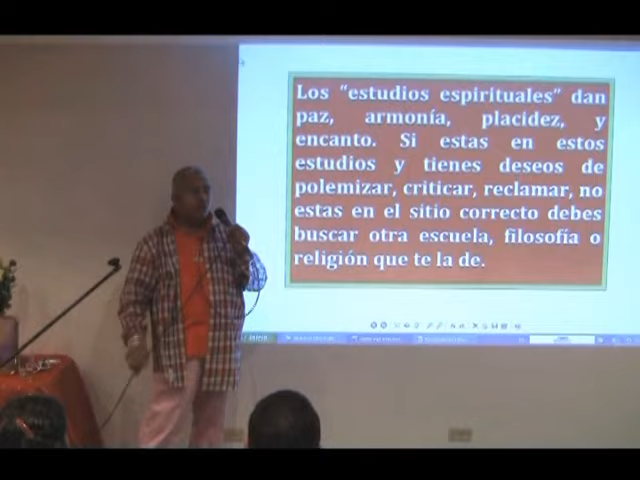 Los "estudios espirituales" dan
paz, armonía, placidez, y
encanto. Si estas en estos
estudios y tienes deseos de
polemizar, criticar, reclamar, no
estas en el sitio correcto debes
buscar otra escuela, filosofía o
religión que te la de.
Inicio